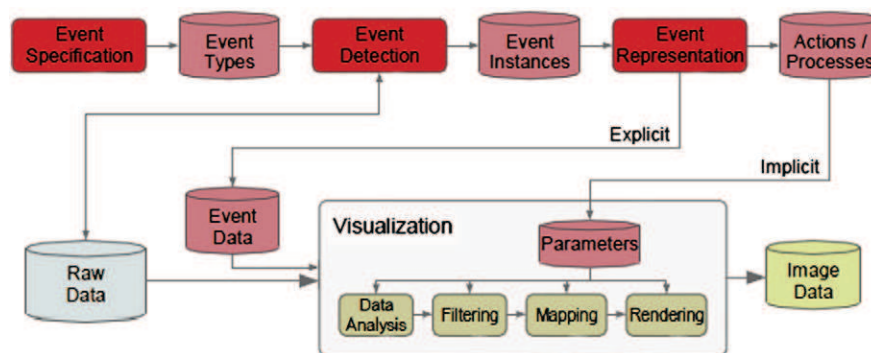 Event
Specification
Event
Types
Event
Detection
Event
Instances
Event
Representation
Actions /
Processes
Explicit
Implicit
Event
Data
Visualization
Parameters
Raw
Data
Data
Analysis
Filtering
Mapping
Rendering
Image
Data